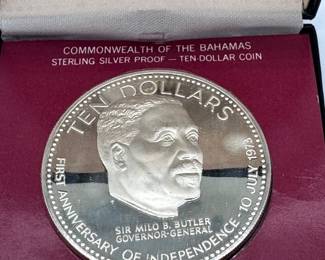 COMMONWEALTH OF THE BAHAMAS
STERLING SILVER PROOF — TEN-DOLLAR COIN
TEN DOLLARS
SIR MILO B. BUTLER
GOVERNOR-GENERAL
FIRST ANNIVERSARY OF INDEPENDENCE - 10 JULY 1973